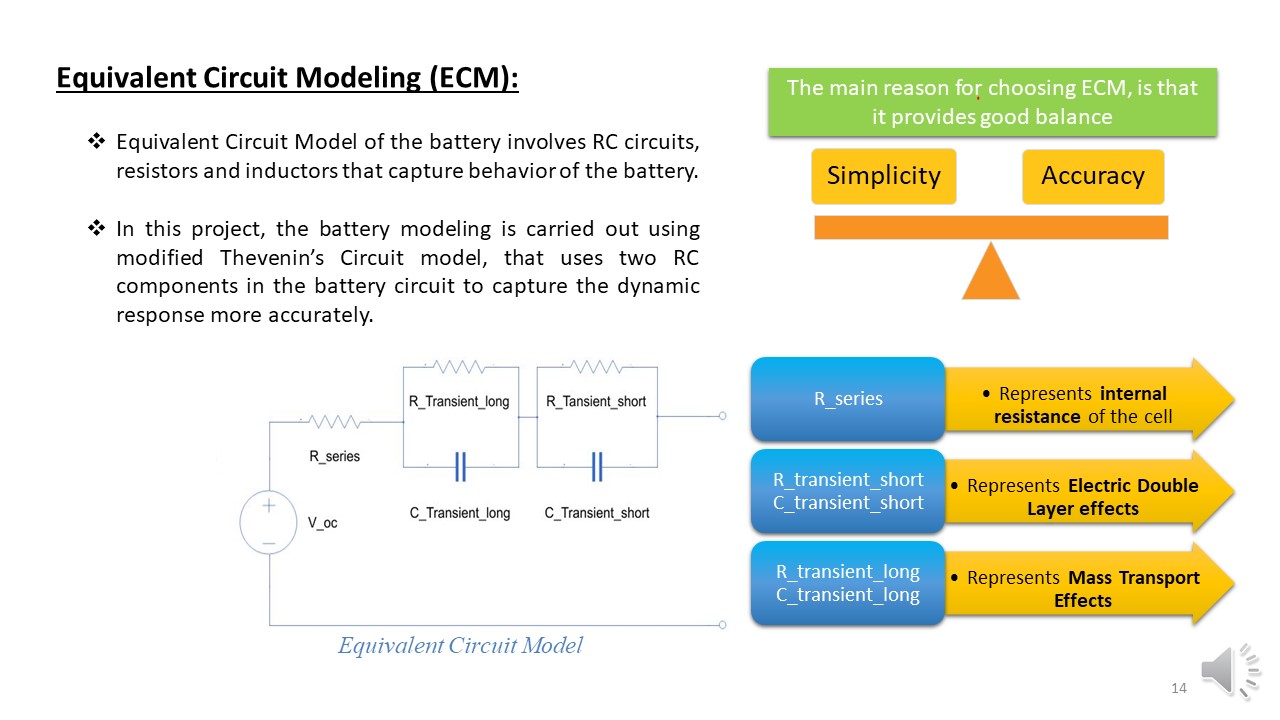 Equivalent Circuit Modeling (ECM):
❖ Equivalent Circuit Model of the battery involves RC circuits,
resistors and inductors that capture behavior of the battery.
❖ In this project, the battery modeling is carried out using
modified Thevenin’s Circuit model, that uses two RC
components in the battery circuit to capture the dynamic
response more accurately.
The main reason for choosing ECM, is that
it provides good balance
Simplicity
Accuracy
R_Transient_long
R_Tansient_short
R_series
C_Transient_long
C_Transient_short
+
V_oc
−
Equivalent Circuit Model
R_series
• Represents internal
resistance of the cell
R_transient_short
C_transient_short
• Represents Electric Double
Layer effects
R_transient_long
C_transient_long
• Represents Mass Transport
Effects
14